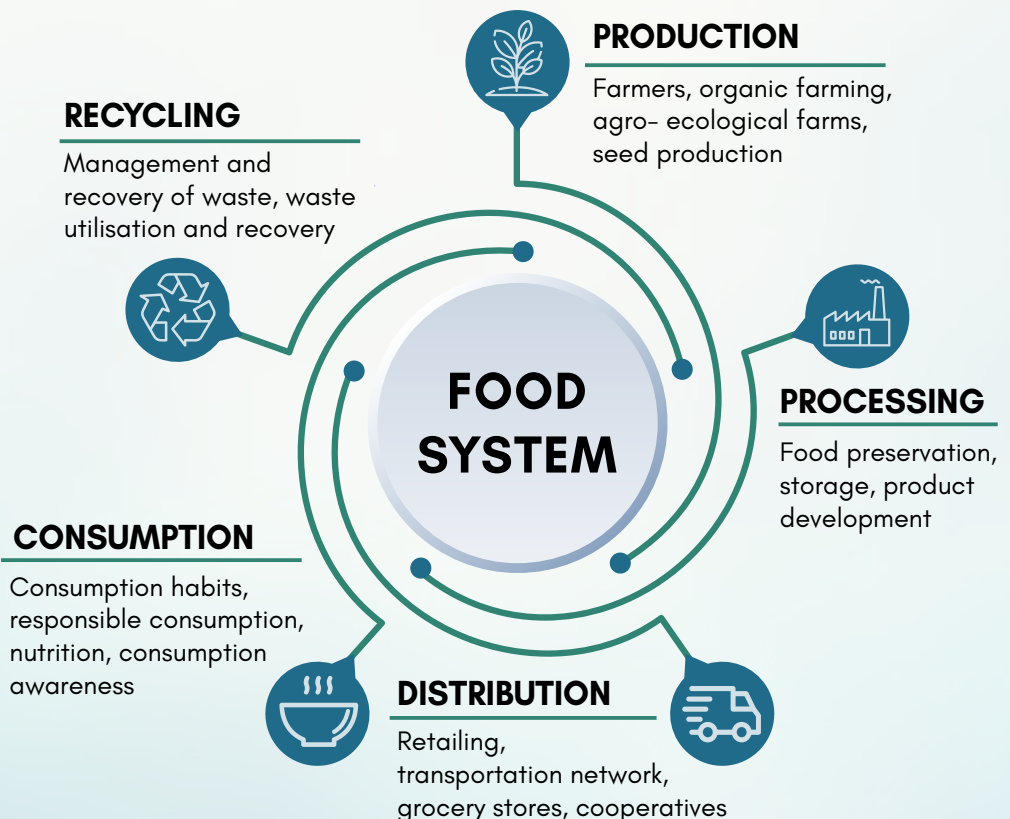 PRODUCTION
Farmers, organic farming,
agro- ecological farms,
seed production
RECYCLING
Management and
recovery of waste, waste
utilisation and recovery
FOOD
SYSTEM
PROCESSING
Food preservation,
storage, product
development
CONSUMPTION
Consumption habits,
responsible consumption,
nutrition, consumption
awareness
DISTRIBUTION
Retailing,
transportation network,
grocery stores, cooperatives